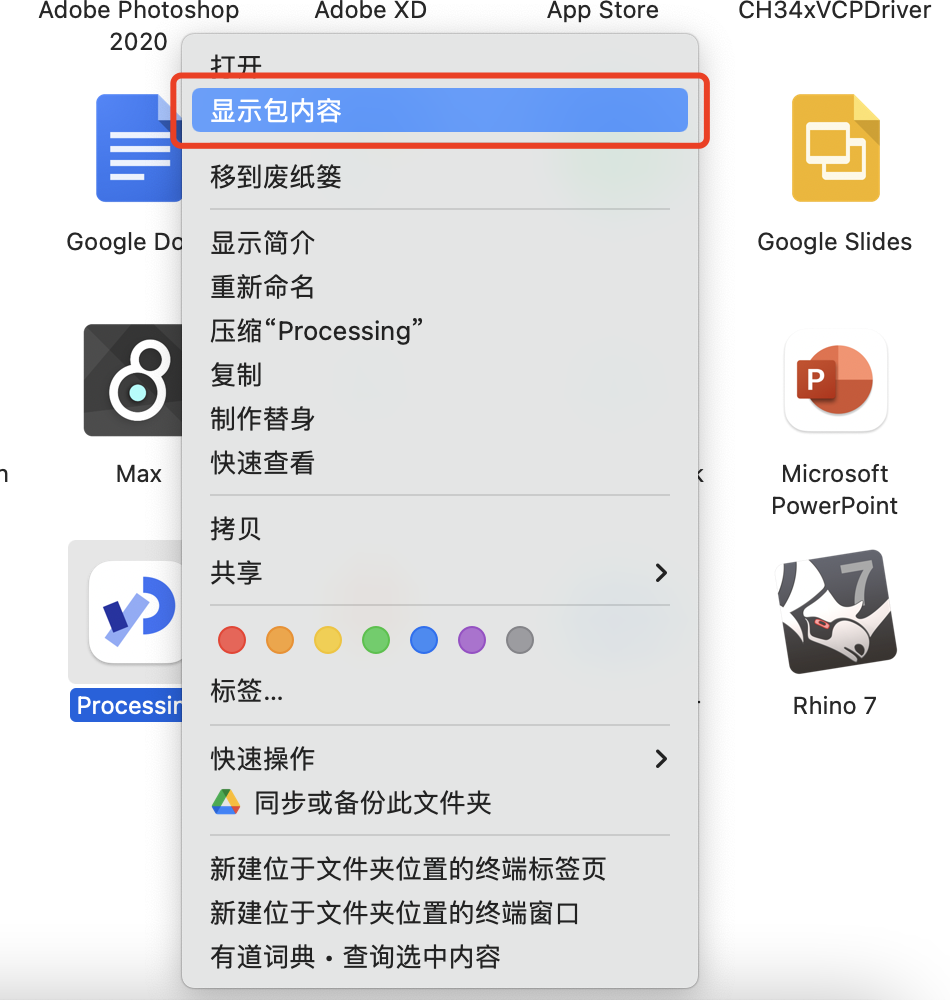 Adobe Photoshop
2020
Adobe XD
App Store
CH34xVCPDriver
打开
显示包内容
移到废纸篓
显示简介
重新命名
压缩“Processing”
复制
制作替身
快速查看
拷贝
共享
标签...
快速操作
同步或备份此文件夹
新建位于文件夹位置的终端标签页
新建位于文件夹位置的终端窗口
有道词典 • 查询选中内容
Google Do
Google Slides
Max
P
Microsoft
PowerPoint
Processin
7
Rhino 7